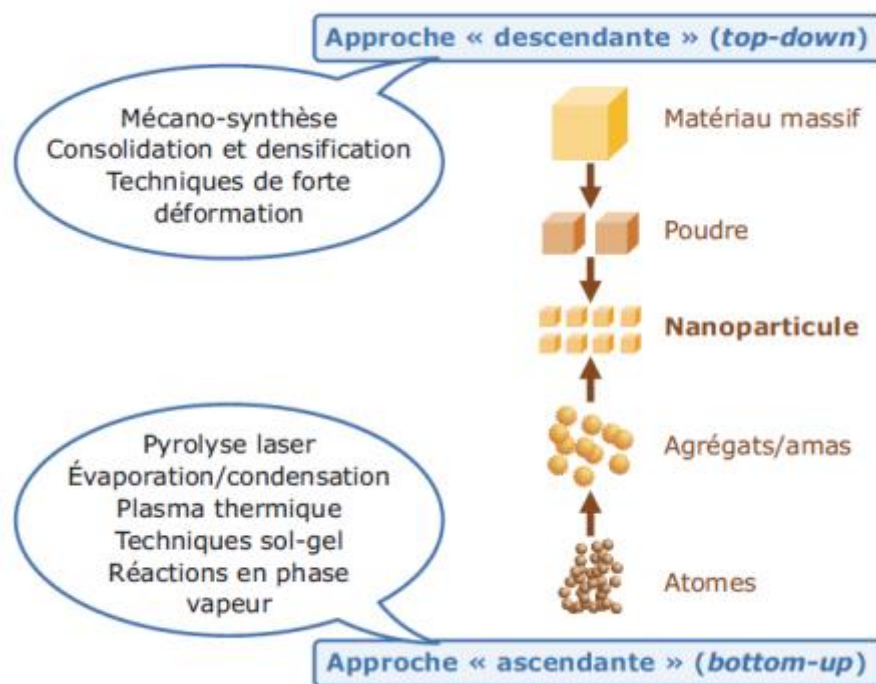 Approche « descendante » (top-down)
Mécano-synthèse
Consolidation et densification
Techniques de forte
déformation
Matériau massif
Poudre
Nanoparticule
Agrégats/amas
Atomes
Pyrolyse laser
Évaporation/condensation
Plasma thermique
Techniques sol-gel
Réactions en phase
vapeur
Approche « ascendante » (bottom-up)